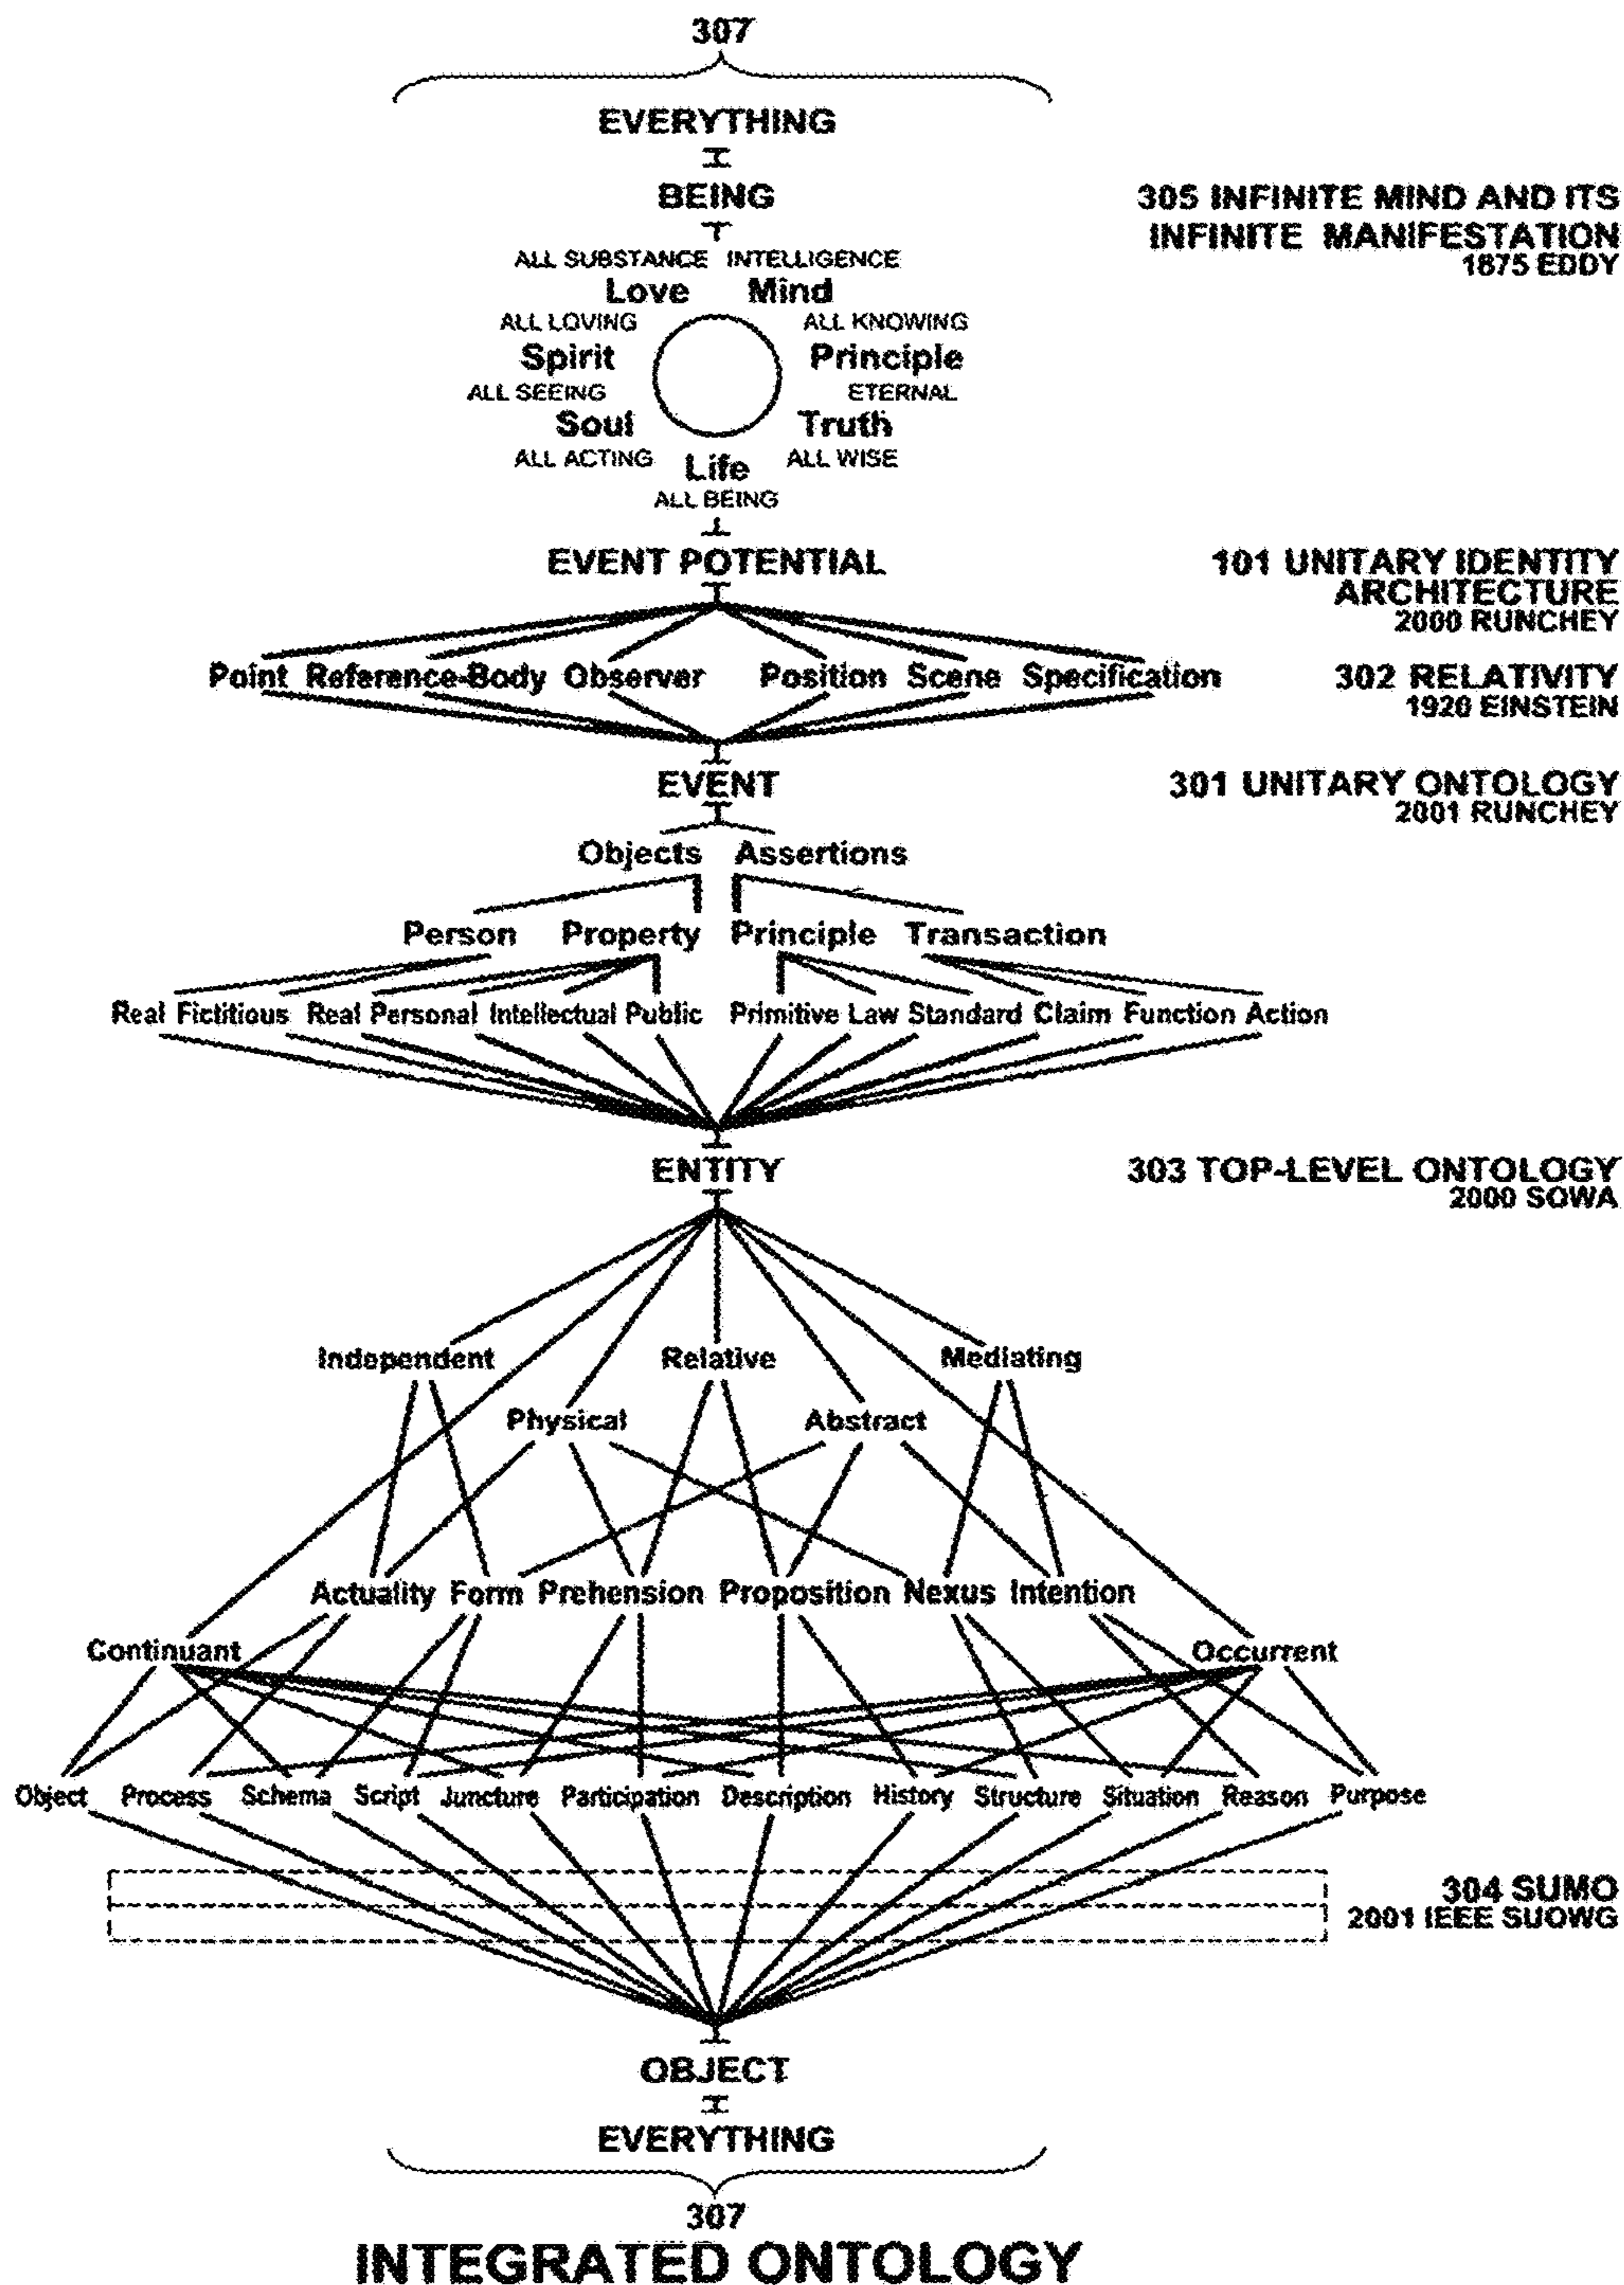 307
EVERYTHING
BEING
305 INFINITE MIND AND ITS
INFINITE MANIFESTATION
1875 EDDY
ALL SUBSTANCE INTELLIGENCE
Love Mind
ALL LOVING ALL KNOWING
Spirit Principle
ALL SEEING ETERNAL
Soul Truth
ALL ACTING Life ALL WISE
ALL BEING
EVENT POTENTIAL
101 UNITARY IDENTITY
ARCHITECTURE
2000 RUNCHEY
Point Reference-Body Observer Position Scene Specification
302 RELATIVITY
1920 EINSTEIN
EVENT
301 UNITARY ONTOLOGY
2001 RUNCHEY
Objects Assertions
Person Property Principle Transaction
Real Fictitious Real Personal Intellectual Public Primitive Law Standard Claim Function Action
ENTITY
303 TOP-LEVEL ONTOLOGY
2000 SOWA
Independent Relative Mediating
Physical Abstract
Actuality Form Prehension Proposition Nexus Intention
Continuant Occurrent
Object Process Schema Script Juncture Participation Description History Structure Situation Reason Purpose
304 SUMO
2001 IEEE SUOWG
OBJECT
EVERYTHING
307
INTEGRATED ONTOLOGY